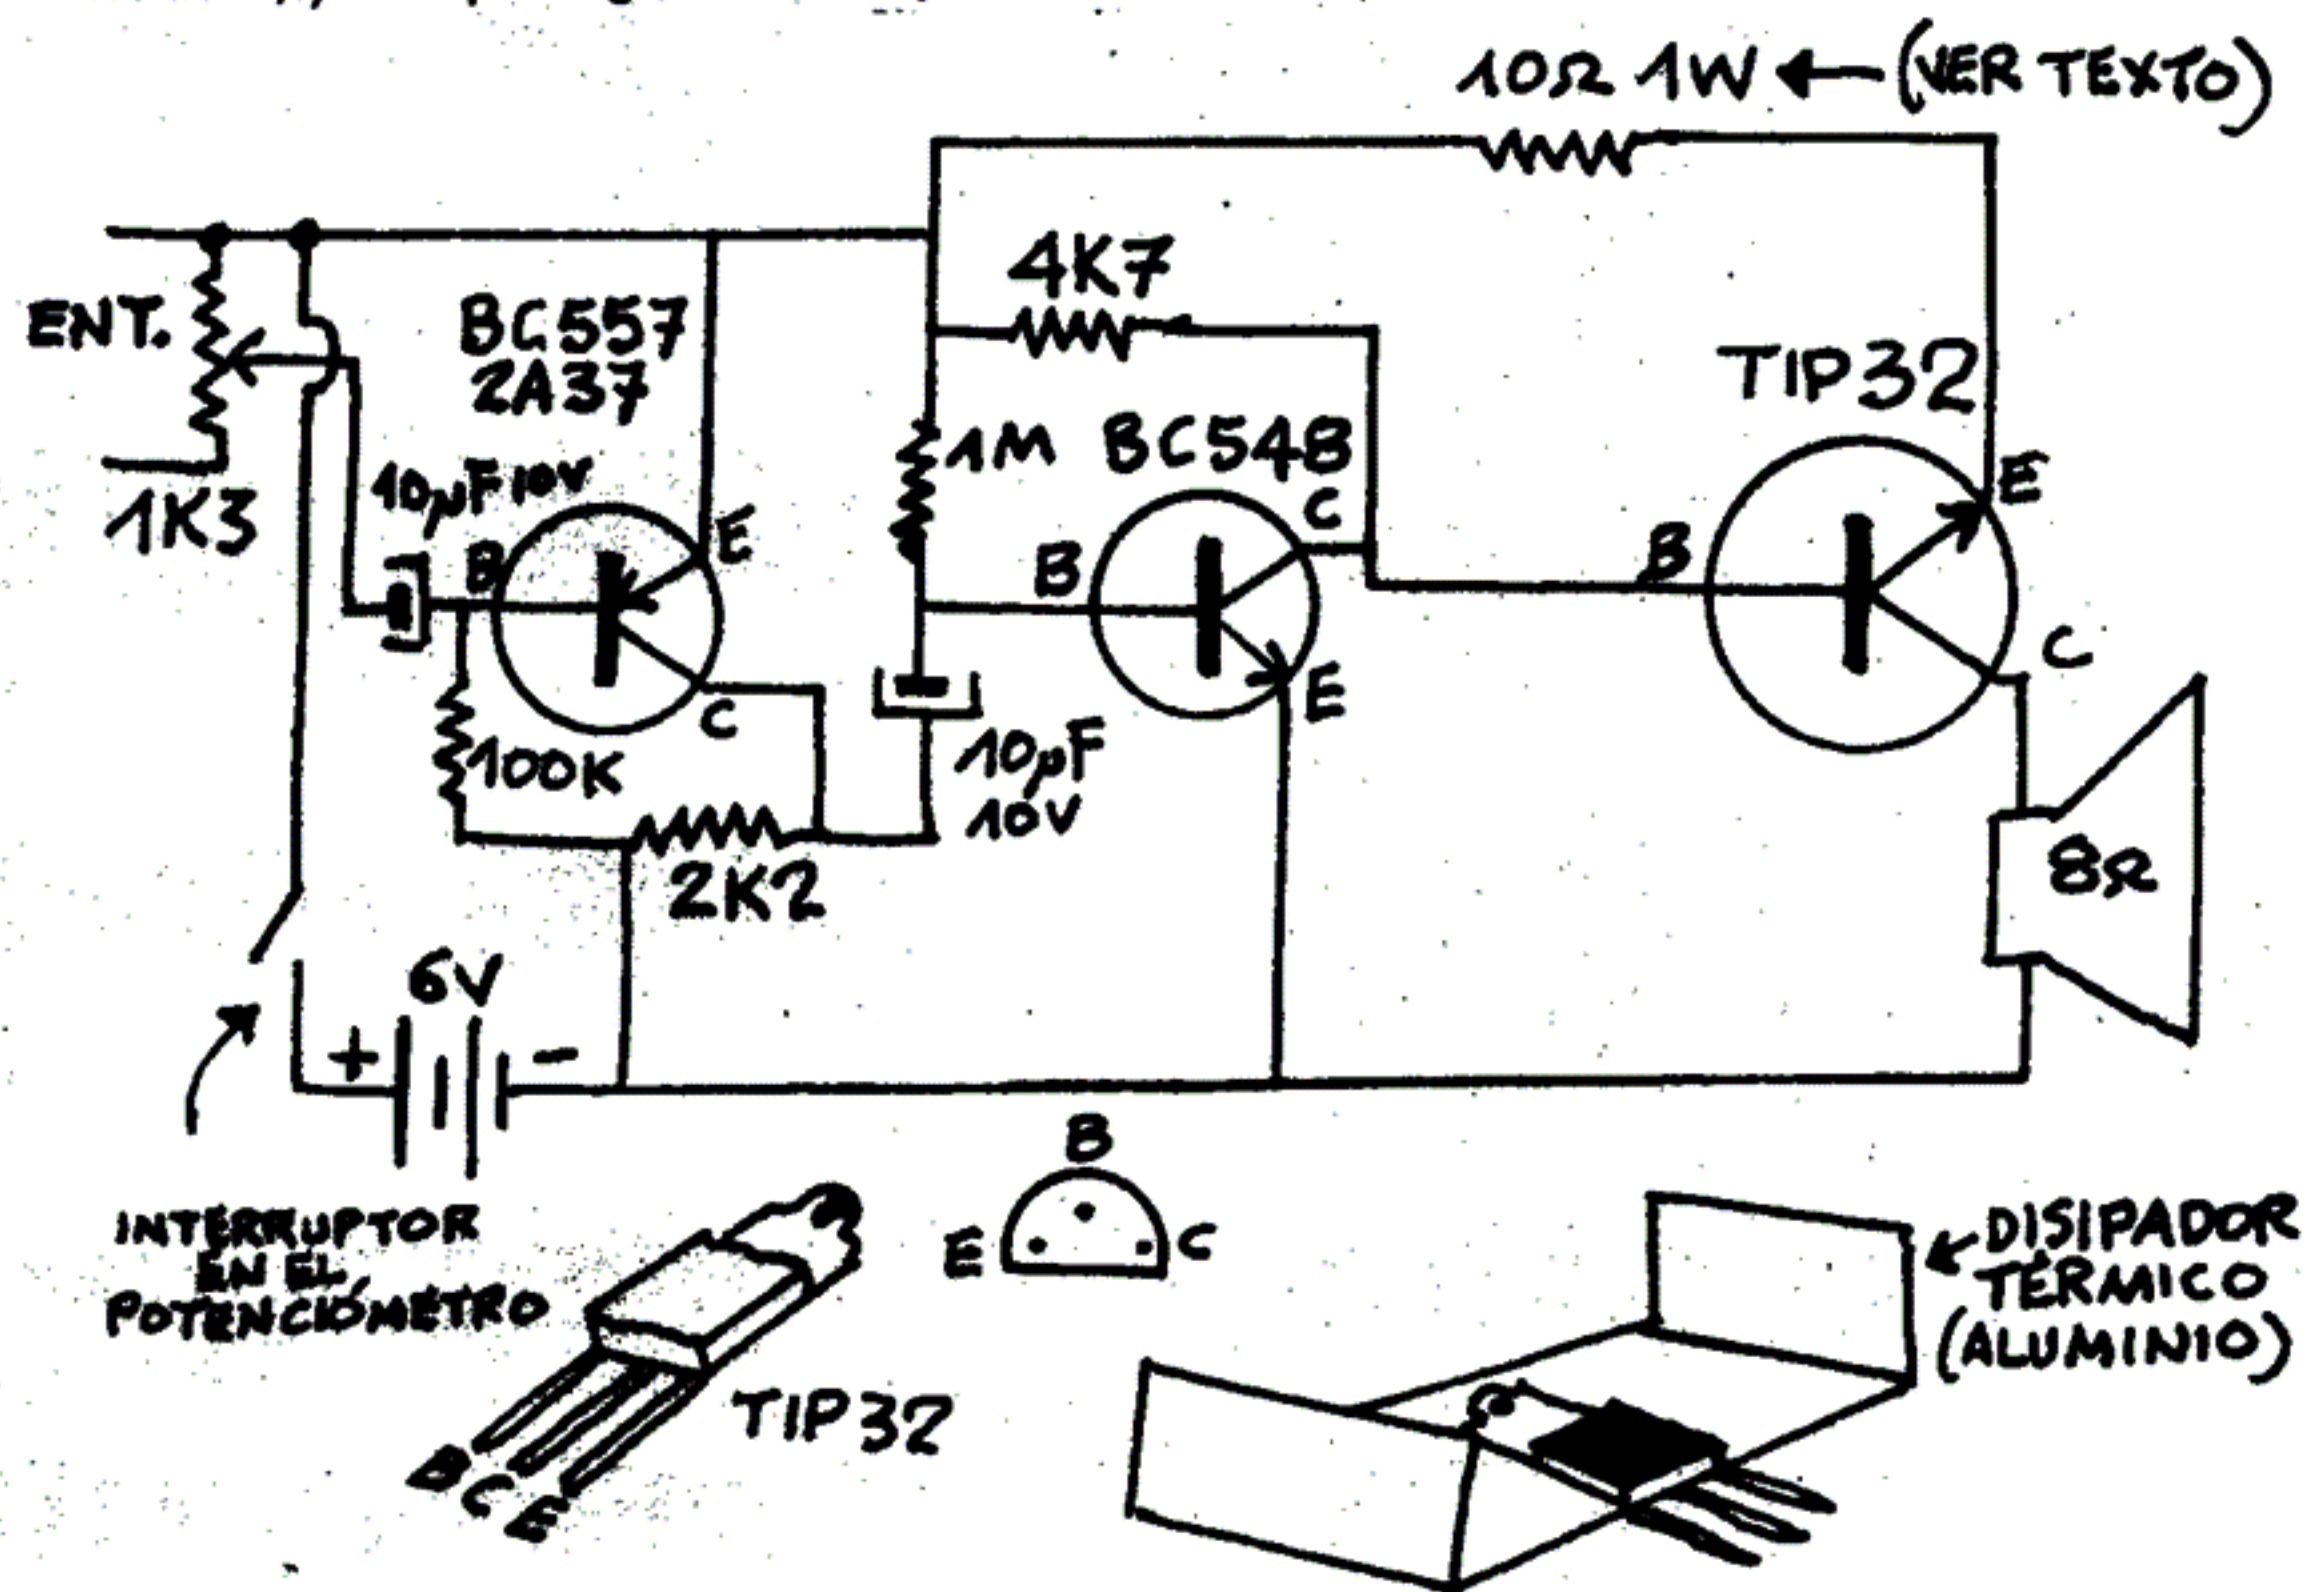 10Ω 1W ← (VER TEXTO)
4K7
ENT.
BC557
2A37
TIP32
1M BC548
C
E
10µF 10V
1K3
B
E
B
B
C
E
C
100K
10µF
10V
2K2
8Ω
6V
+ -
B
E C
INTERRUPTOR
EN EL
POTENCIÓMETRO
DISIPADOR
TÉRMICO
(ALUMINIO)
TIP32
B C E